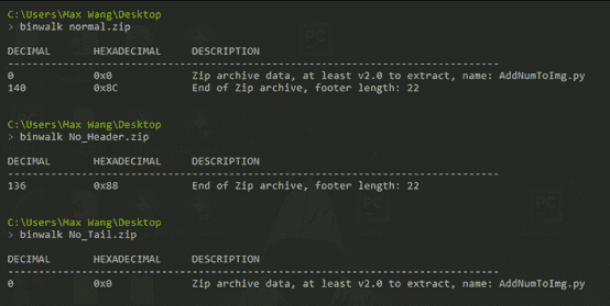 C:\Users\Max Wang\Desktop
> binwalk normal.zip
DECIMAL HEXADECIMAL DESCRIPTION
--------------------------------------------------------------------------------
0 0x0 Zip archive data, at least v2.0 to extract, name: AddNumToImg.py
140 0x8C End of Zip archive, footer length: 22
C:\Users\Max Wang\Desktop
> binwalk No_Header.zip
DECIMAL HEXADECIMAL DESCRIPTION
--------------------------------------------------------------------------------
136 0x88 End of Zip archive, footer length: 22
C:\Users\Max Wang\Desktop
> binwalk No_Tail.zip
DECIMAL HEXADECIMAL DESCRIPTION
--------------------------------------------------------------------------------
0 0x0 Zip archive data, at least v2.0 to extract, name: AddNumToImg.py